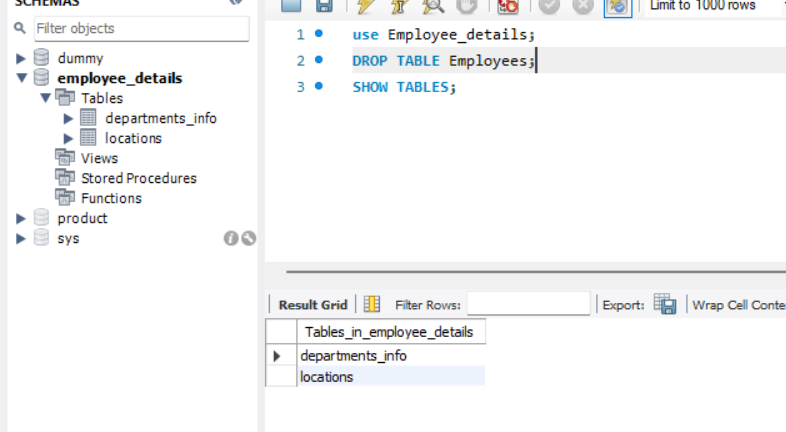 SCHEMAS
Filter objects
dummy
employee_details
Tables
departments_info
locations
Views
Stored Procedures
Functions
product
sys
Limit to 1000 rows
1 use Employee_details;
2 DROP TABLE Employees;
3 SHOW TABLES;
Result Grid Filter Rows: Export: Wrap Cell Conte
Tables_in_employee_details
departments_info
locations